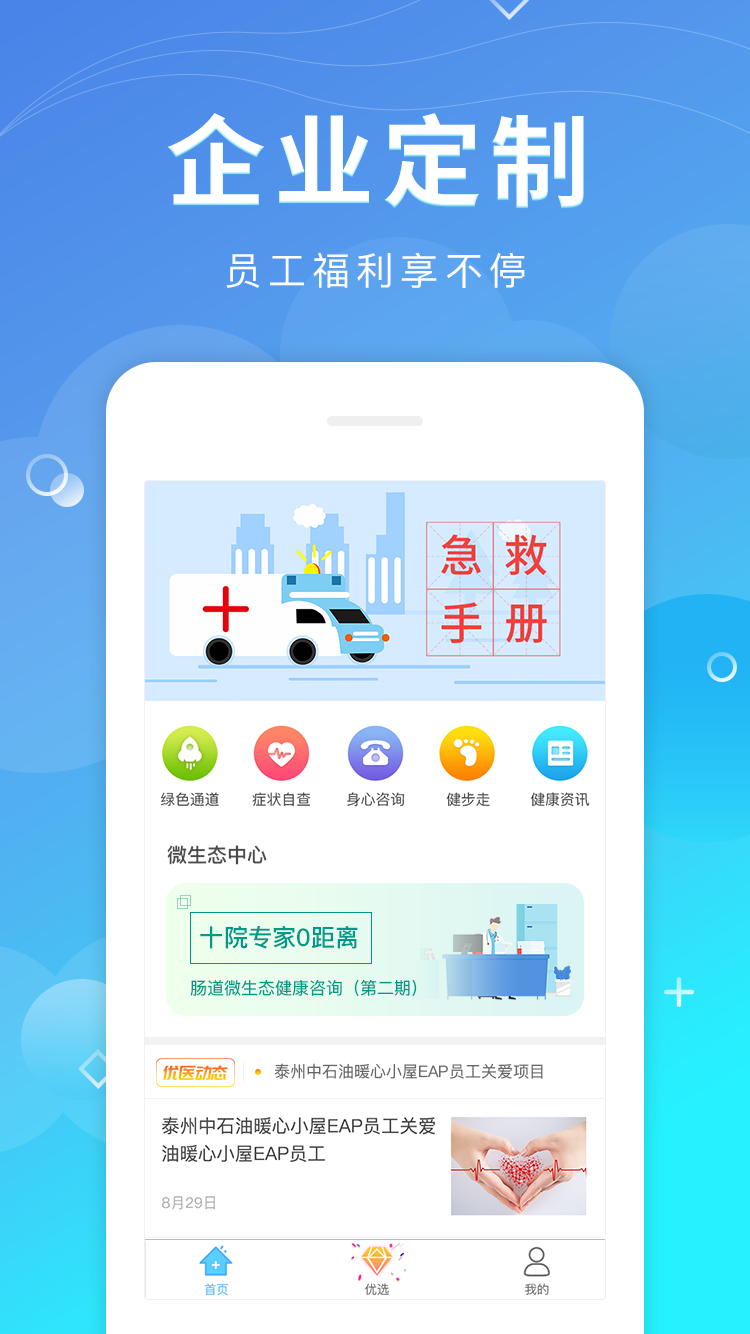 企业定制
员工福利享不停
急救
手册
绿色通道 症状自查 身心咨询 健步走 健康资讯
微生态中心
十院专家0距离
肠道微生态健康咨询（第二期）
优医动态 泰州中石油暖心小屋EAP员工关爱项目
泰州中石油暖心小屋EAP员工关爱
油暖心小屋EAP员工
8月29日
首页 优选 我的